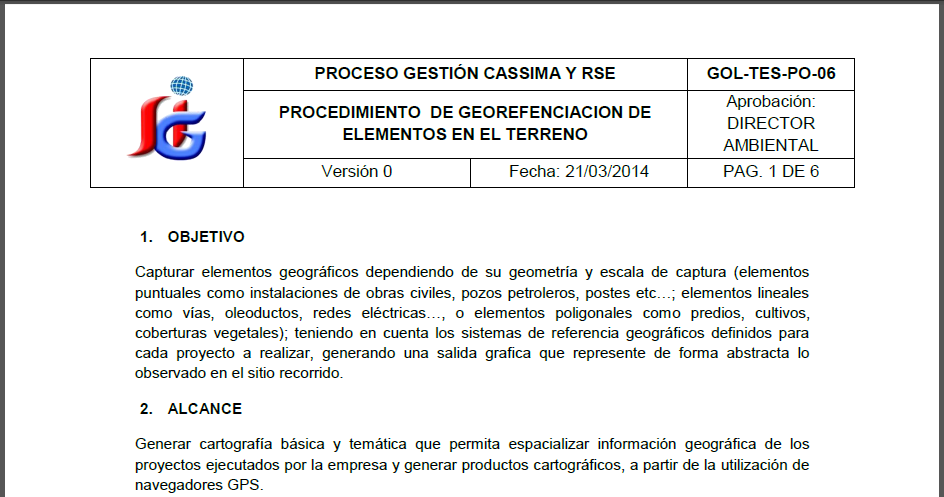 PROCESO GESTIÓN CASSIMA Y RSE
GOL-TES-PO-06
PROCEDIMIENTO DE GEOREFENCIACION DE
ELEMENTOS EN EL TERRENO
Aprobación:
DIRECTOR
AMBIENTAL
Versión 0
Fecha: 21/03/2014
PAG. 1 DE 6
1. OBJETIVO
Capturar elementos geográficos dependiendo de su geometría y escala de captura (elementos
puntuales como instalaciones de obras civiles, pozos petroleros, postes etc…; elementos lineales
como vías, oleoductos, redes eléctricas…, o elementos poligonales como predios, cultivos,
coberturas vegetales); teniendo en cuenta los sistemas de referencia geográficos definidos para
cada proyecto a realizar, generando una salida grafica que represente de forma abstracta lo
observado en el sitio recorrido.
2. ALCANCE
Generar cartografía básica y temática que permita espacializar información geográfica de los
proyectos ejecutados por la empresa y generar productos cartográficos, a partir de la utilización de
navegadores GPS.